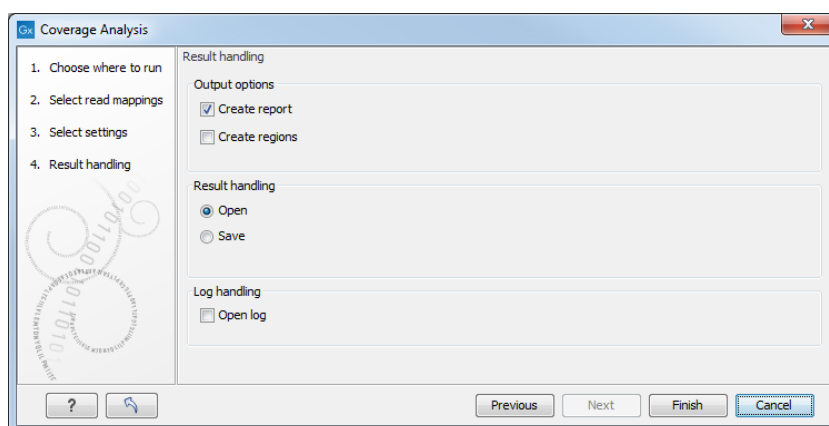 Gx Coverage Analysis
1. Choose where to run
2. Select read mappings
3. Select settings
4. Result handling
Result handling
Output options
Create report
Create regions
Result handling
Open
Save
Log handling
Open log
?
Previous
Next
Finish
Cancel